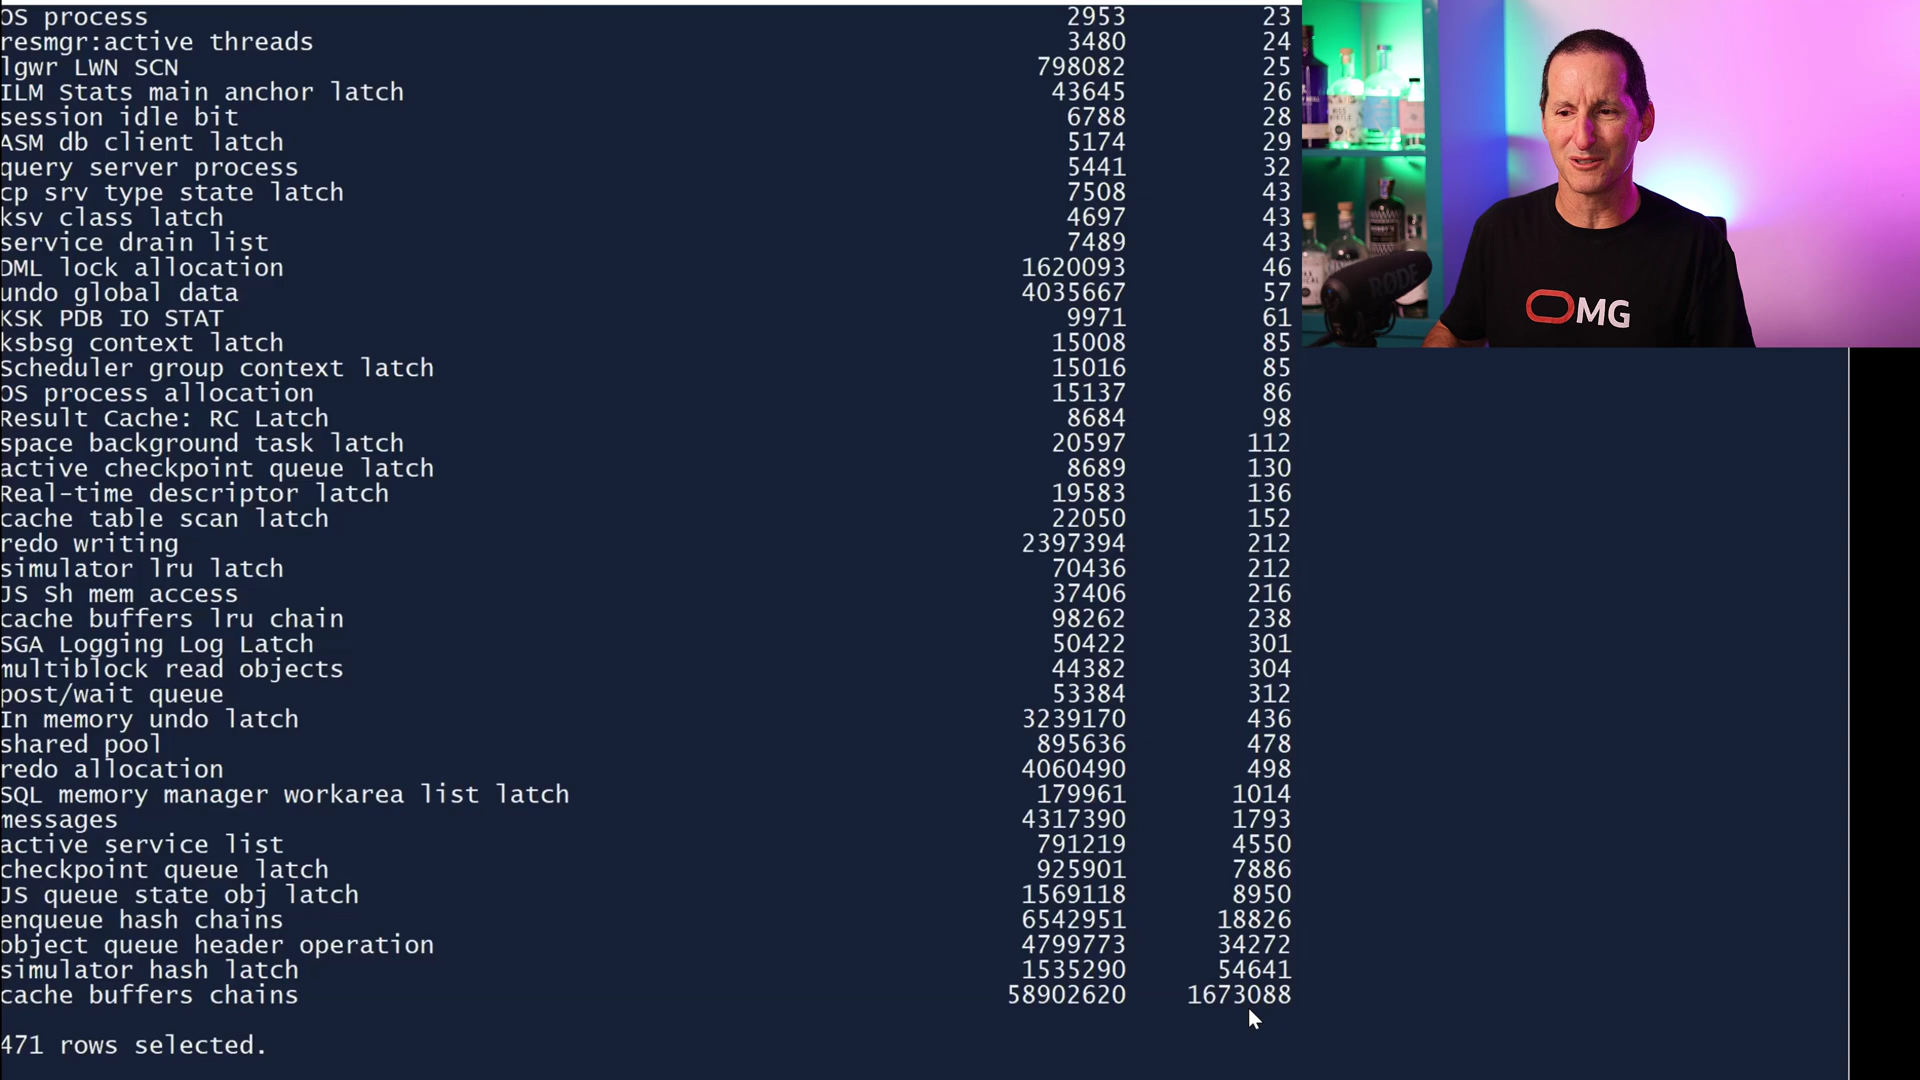 OS process 2953 23
resmgr:active threads 3480 24
lgwr LWN SCN 798082 25
ILM Stats main anchor latch 43645 26
session idle bit 6788 28
ASM db client latch 5174 29
query server process 5441 32
cp srv type state latch 7508 43
ksv class latch 4697 43
service drain list 7489 43
DML lock allocation 1620093 46
undo global data 4035667 57
KSK PDB IO STAT 9971 61
ksbsg context latch 15008 85
Scheduler group context latch 15016 85
OS process allocation 15137 86
Result Cache: RC Latch 8684 98
space background task latch 20597 112
active checkpoint queue latch 8689 130
Real-time descriptor latch 19583 136
cache table scan latch 22050 152
redo writing 2397394 212
simulator lru latch 70436 212
JS Sh mem access 37406 216
cache buffers lru chain 98262 238
SGA Logging Log Latch 50422 301
multiblock read objects 44382 304
post/wait queue 53384 312
In memory undo latch 3239170 436
shared pool 895636 478
redo allocation 4060490 498
SQL memory manager workarea list latch 179961 1014
messages 4317390 1793
active service list 791219 4550
checkpoint queue latch 925901 7886
JS queue state obj latch 1569118 8950
enqueue hash chains 6542951 18826
object queue header operation 4799773 34272
simulator hash latch 1535290 54641
cache buffers chains 58902620 1673088
471 rows selected.
RØDE
OMG